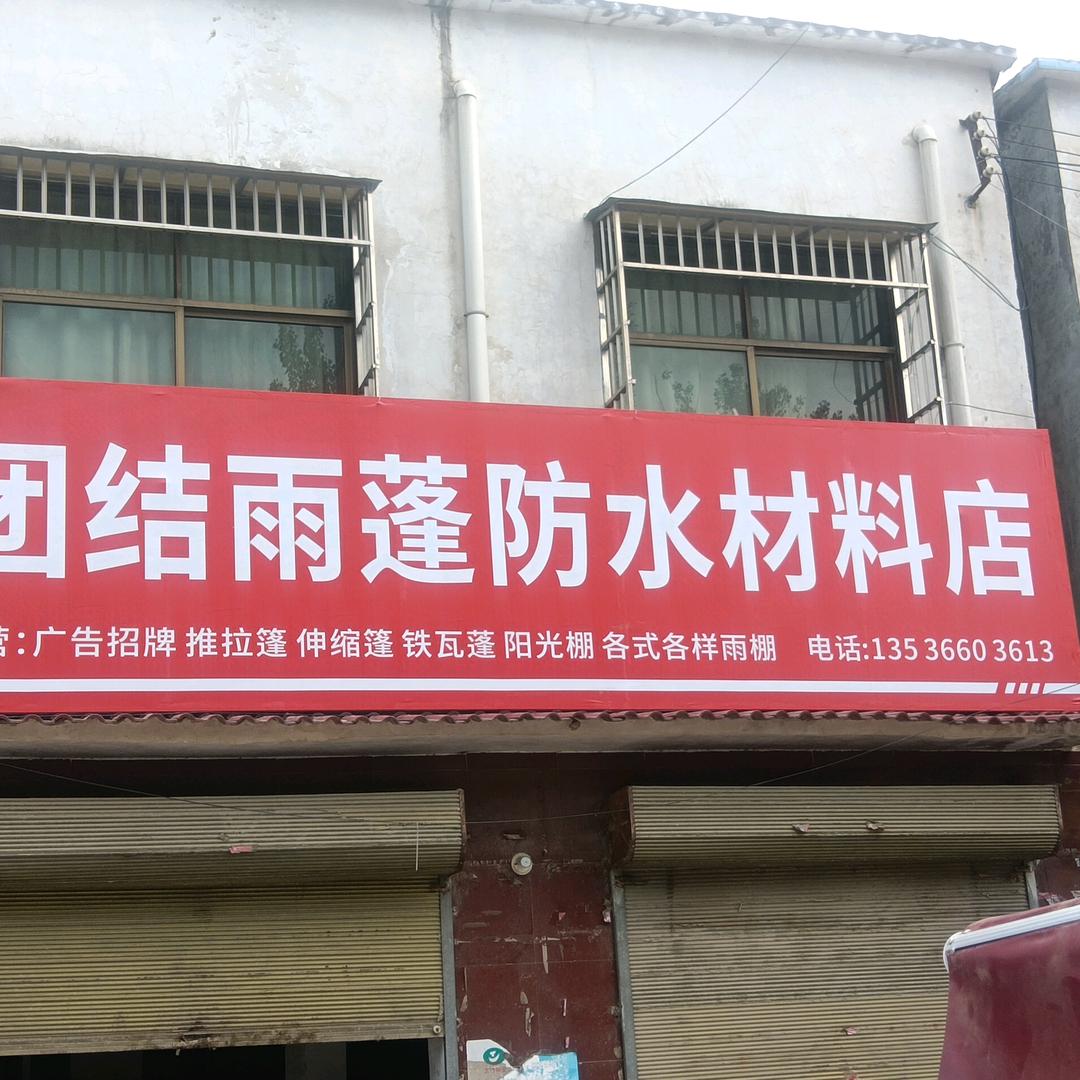 团结雨蓬防水材料店
营：广告招牌 推拉篷 伸缩篷 铁瓦蓬 阳光棚 各式各样雨棚 电话:135 3660 3613